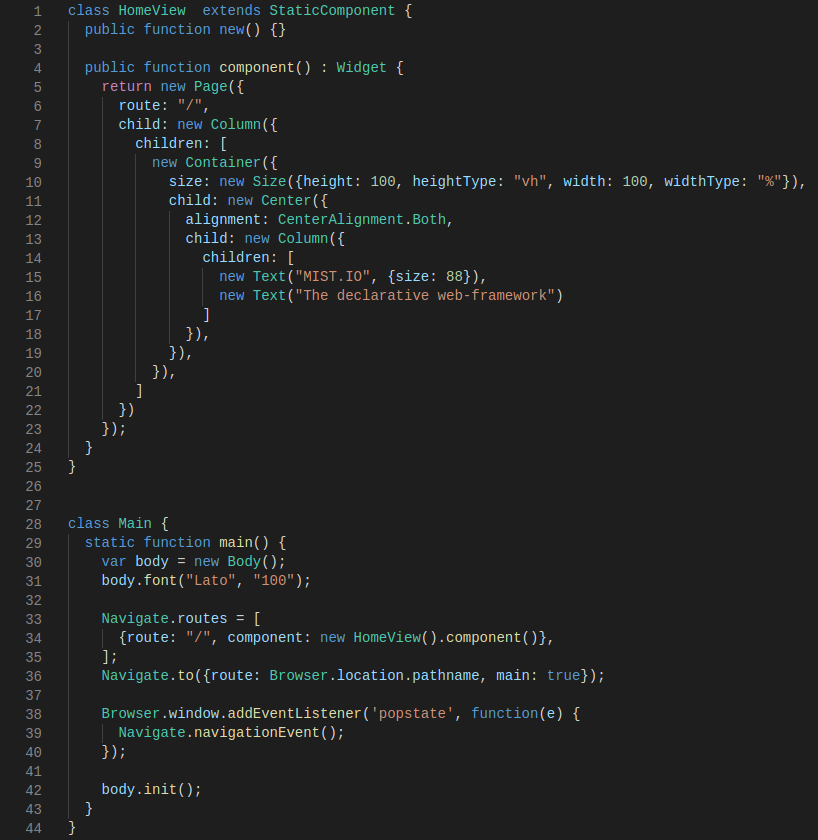 1 class HomeView  extends StaticComponent {
2   public function new() {}
3
4   public function component() : Widget {
5     return new Page({
6       route: "/",
7       child: new Column({
8         children: [
9           new Container({
10             size: new Size({height: 100, heightType: "vh", width: 100, widthType: "%"}),
11             child: new Center({
12               alignment: CenterAlignment.Both,
13               child: new Column({
14                 children: [
15                   new Text("MIST.IO", {size: 88}),
16                   new Text("The declarative web-framework")
17                 ]
18               }),
19             }),
20           }),
21         ]
22       })
23     });
24   }
25 }
26
27
28 class Main {
29   static function main() {
30     var body = new Body();
31     body.font("Lato", "100");
32
33     Navigate.routes = [
34       {route: "/", component: new HomeView().component()},
35     ];
36     Navigate.to({route: Browser.location.pathname, main: true});
37
38     Browser.window.addEventListener('popstate', function(e) {
39       Navigate.navigationEvent();
40     });
41
42     body.init();
43   }
44 }